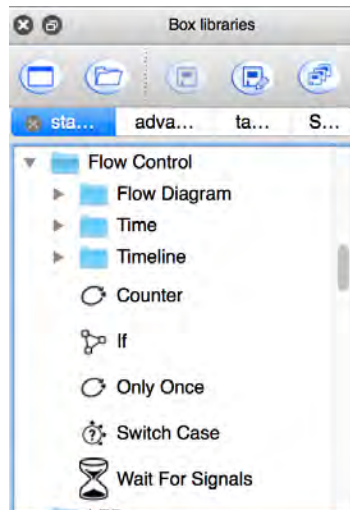 Box libraries
sta... adva... ta... S...
Flow Control
Flow Diagram
Time
Timeline
Counter
If
Only Once
Switch Case
Wait For Signals